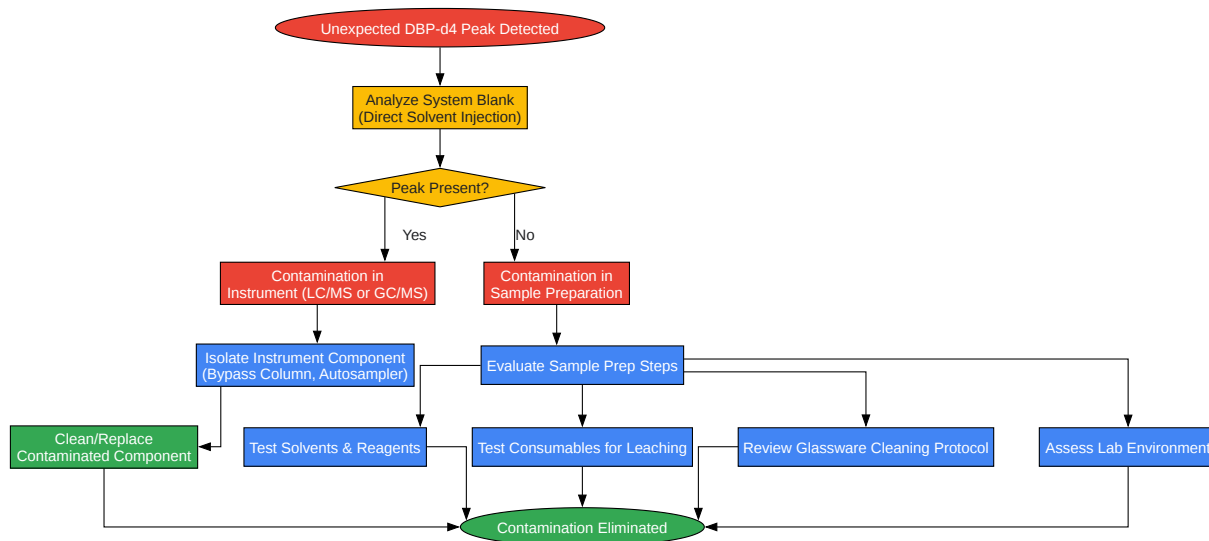 Unexpected DBP-d4 Peak Detected
Analyze System Blank
(Direct Solvent Injection)
Peak Present?
Yes
No
Contamination in
Instrument (LC/MS or GC/MS)
Contamination in
Sample Preparation
Isolate Instrument Component
(Bypass Column, Autosampler)
Evaluate Sample Prep Steps
Clean/Replace
Contaminated Component
Test Solvents & Reagents
Test Consumables for Leaching
Review Glassware Cleaning Protocol
Assess Lab Environment
Contamination Eliminated